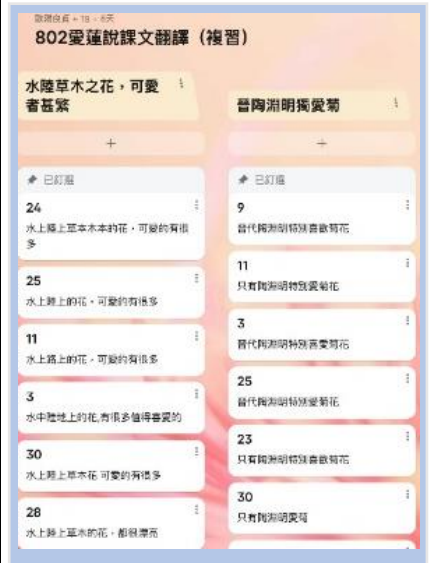 歐陽良貞 + 18 • 6天
802愛蓮說課文翻譯（複習）
水陸草木之花，可愛
者甚繁
+
已訂選
24
水上陸上草本木本的花，可愛的有很
多
25
水上陸上的花，可愛的有很多
11
水上路上的花，可愛的有很多
3
水中陸地上的花,有很多值得喜愛的
30
水上陸上草本花 可愛的有很多
28
水上陸上草木的花，都很漂亮
晉陶淵明獨愛菊
+
已訂選
9
晉代陶淵明特別喜歡菊花
11
只有陶淵明特別愛菊花
3
晉代陶淵明特別喜愛菊花
25
晉代陶淵明特別愛菊花
23
只有陶淵明特別喜歡菊花
30
只有陶淵明愛菊